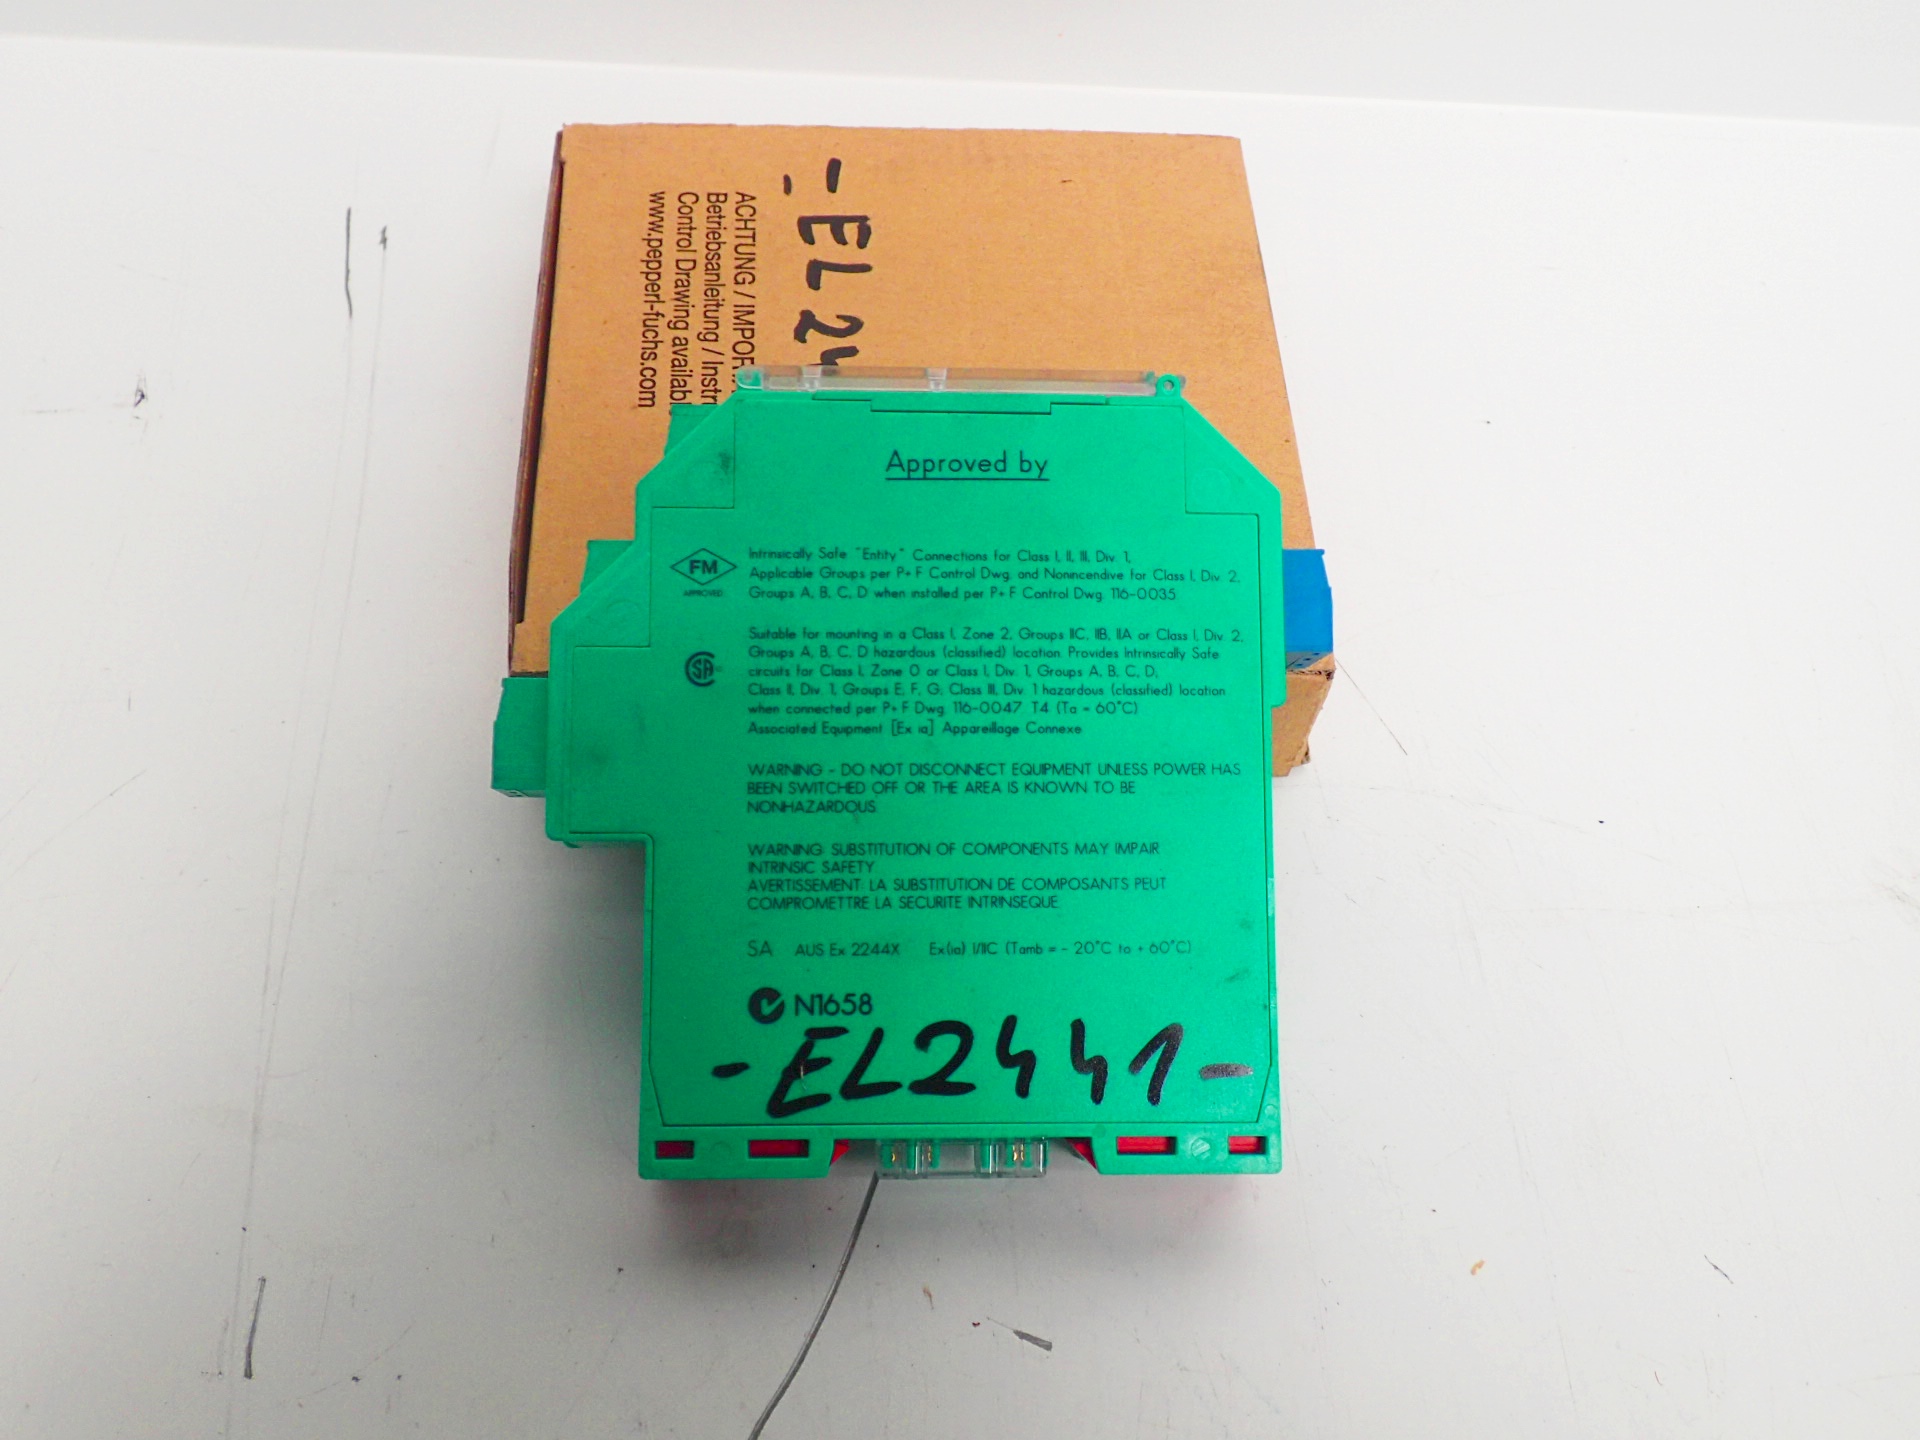 - EL 24
ACHTUNG / IMPOR
Betriebsanleitung / Instr
Control Drawing availabl
www.pepperl-fuchs.com
Approved by
FM
APPROVED
Intrinsically Safe "Entity" Connections for Class I, II, III, Div. 1,
Applicable Groups per P+F Control Dwg. and Nonincendive for Class I, Div. 2,
Groups A, B, C, D when installed per P+F Control Dwg. 116-0035
SA
Suitable for mounting in a Class I, Zone 2, Groups IIC, IIB, IIA or Class I, Div. 2,
Groups A, B, C, D hazardous (classified) location. Provides Intrinsically Safe
circuits for Class I, Zone 0 or Class I, Div. 1, Groups A, B, C, D,
Class II, Div. 1, Groups E, F, G, Class III, Div. 1 hazardous (classified) location
when connected per P+F Dwg. 116-0047 T4 (Ta = 60°C)
Associated Equipment [Ex ia] Appareillage Connexe
WARNING - DO NOT DISCONNECT EQUIPMENT UNLESS POWER HAS
BEEN SWITCHED OFF OR THE AREA IS KNOWN TO BE
NONHAZARDOUS.
WARNING: SUBSTITUTION OF COMPONENTS MAY IMPAIR
INTRINSIC SAFETY
AVERTISSEMENT: LA SUBSTITUTION DE COMPOSANTS PEUT
COMPROMETTRE LA SECURITE INTRINSEQUE.
SA AUS Ex 2244X Ex(ia) I/IIC (Tamb = - 20°C to + 60°C)
N1658
- EL2441 -